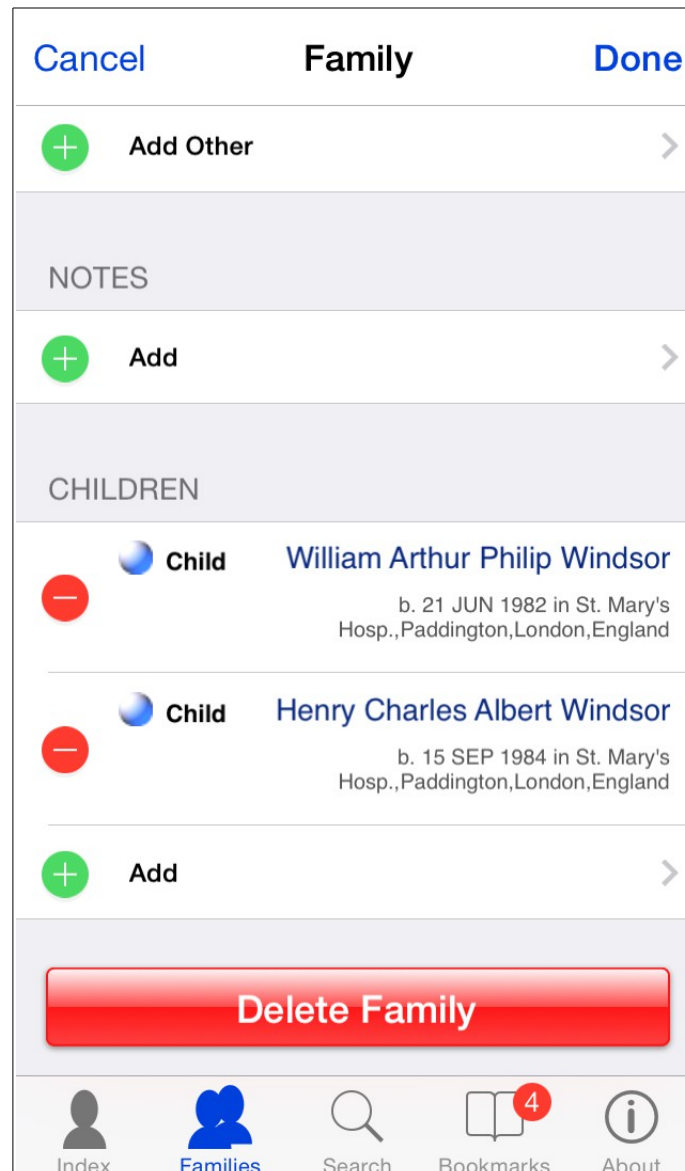 Cancel Family Done
Add Other
NOTES
Add
CHILDREN
Child William Arthur Philip Windsor
b. 21 JUN 1982 in St. Mary's
Hosp.,Paddington,London,England
Child Henry Charles Albert Windsor
b. 15 SEP 1984 in St. Mary's
Hosp.,Paddington,London,England
Add
Delete Family
4
Index Families Search Bookmarks About